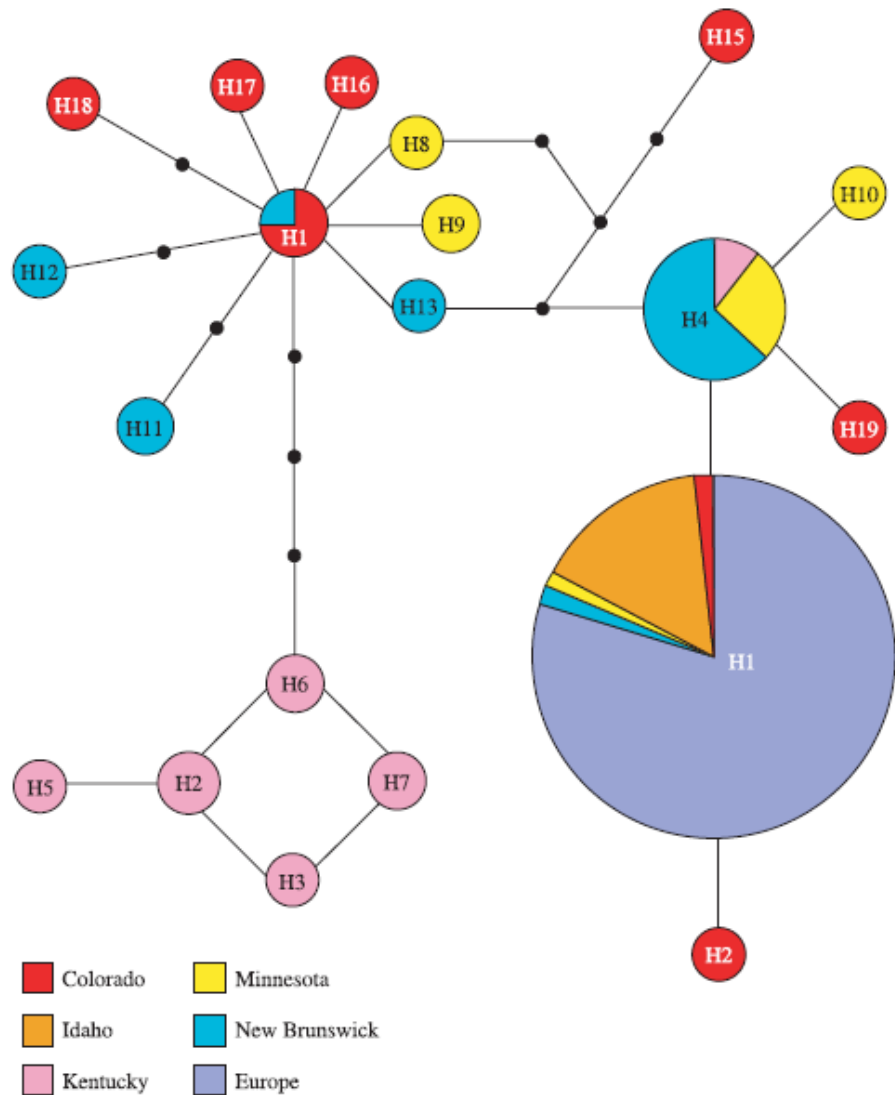 H15
H18
H17
H16
H8
H10
H9
H1
H12
H13
H4
H11
H19
H1
H6
H5
H2
H7
H3
H2
Colorado
Minnesota
Idaho
New Brunswick
Kentucky
Europe